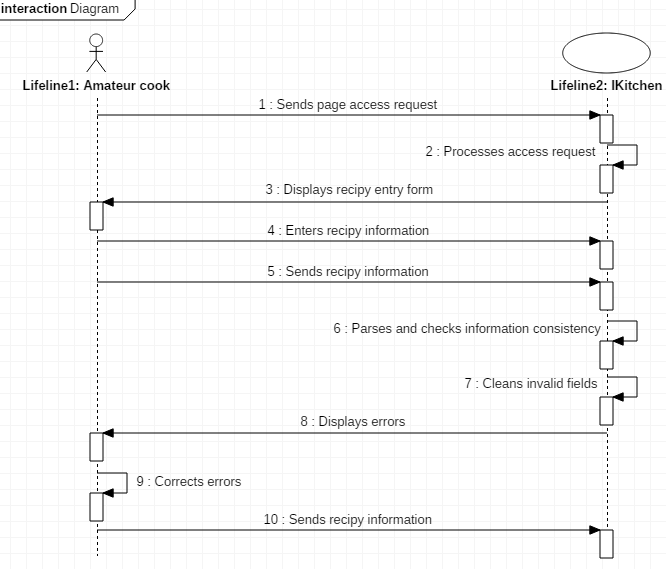 interaction Diagram
Lifeline1: Amateur cook
Lifeline2: IKitchen
1 : Sends page access request
2 : Processes access request
3 : Displays recipy entry form
4 : Enters recipy information
5 : Sends recipy information
6 : Parses and checks information consistency
7 : Cleans invalid fields
8 : Displays errors
9 : Corrects errors
10 : Sends recipy information